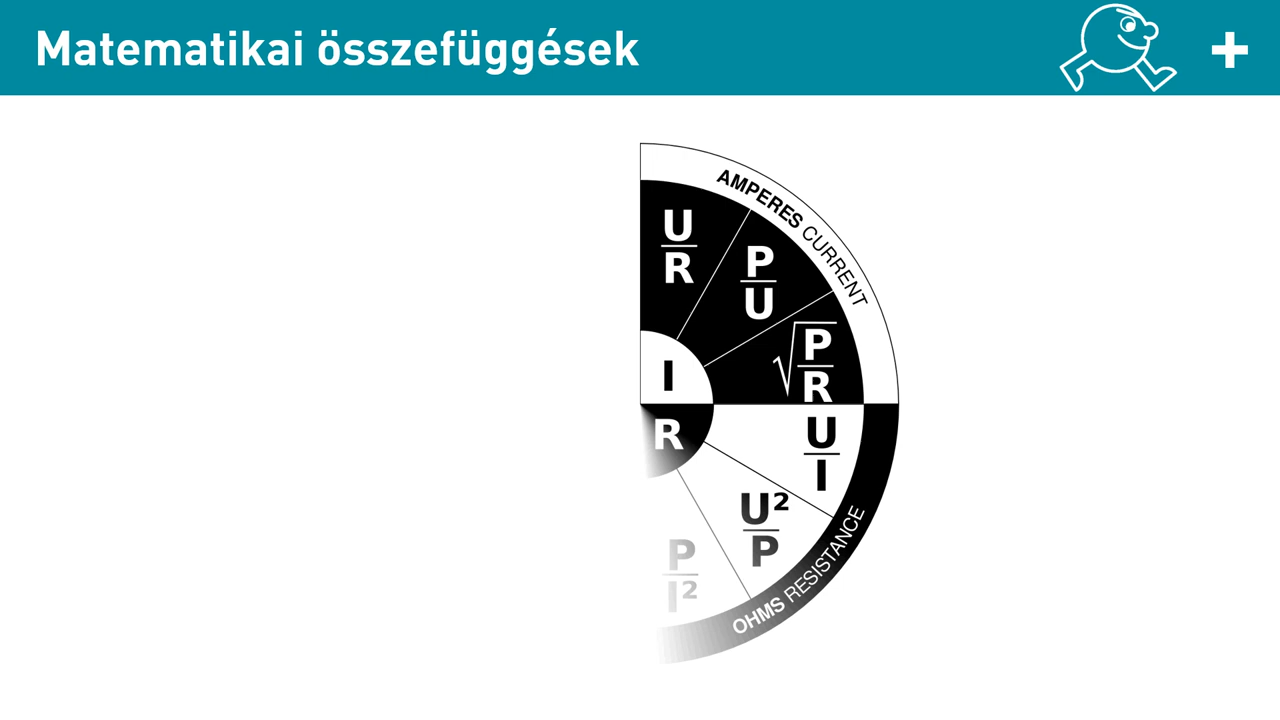 Matematikai összefüggések
+
AMPERES CURRENT
U
R
P
U
√P
R
I
R
U
I
U²
P
P
I²
OHMS RESISTANCE